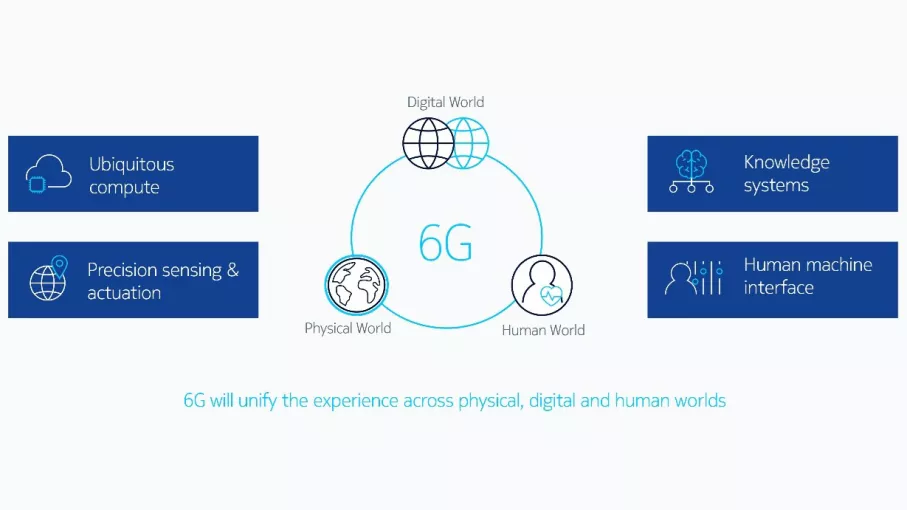 Digital World
Ubiquitous
compute
Knowledge
systems
6G
Precision sensing &
actuation
Human machine
interface
Physical World
Human World
6G will unify the experience across physical, digital and human worlds